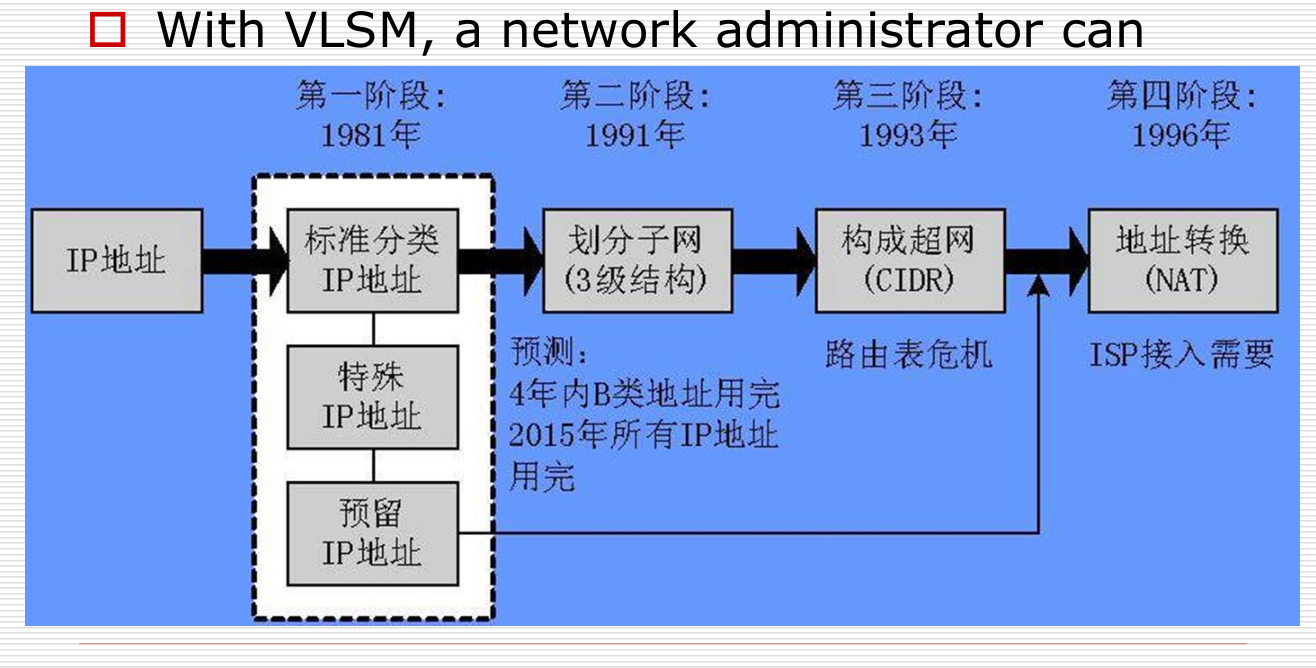 With VLSM, a network administrator can
第一阶段:
1981年
第二阶段:
1991年
第三阶段:
1993年
第四阶段:
1996年
IP地址
标准分类
IP地址
划分子网
(3级结构)
构成超网
(CIDR)
地址转换
(NAT)
特殊
IP地址
预留
IP地址
预测:
4年内B类地址用完
2015年所有IP地址
用完
路由表危机
ISP接入需要